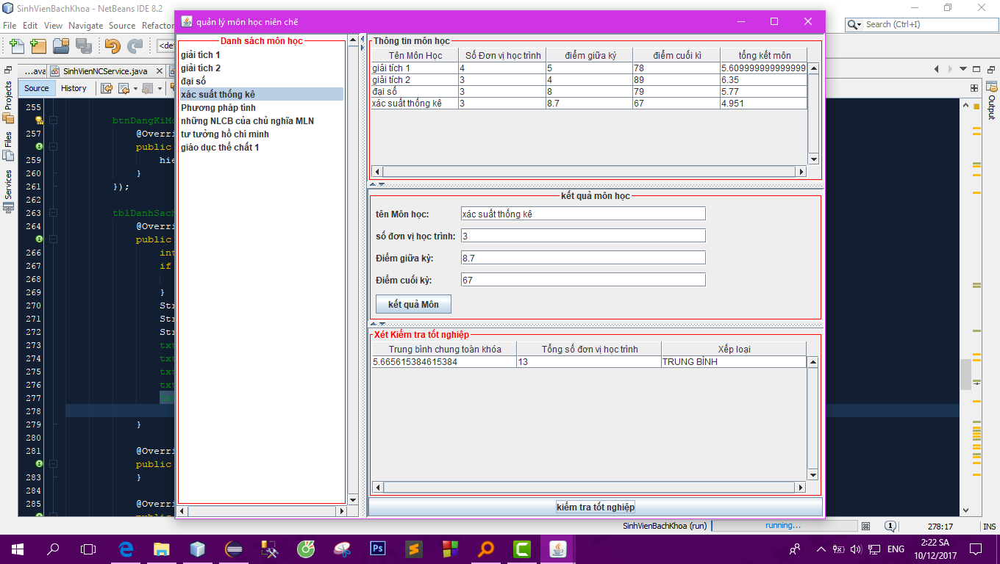 SinhVienBachKhoa - NetBeans IDE 8.2
File Edit View Navigate Source Refactor
Search (Ctrl+I)
quản lý môn học niên chế
<de
...ava SinhVienNCService.java
Source History
Projects
Files
Services
Output
255
btnDangKiMo
257 @Overri
public
259 hie
260 }
261 });
262
263 tblDanhSach
264 @Overri
public
266 int
267 if
268
269 }
270 Str
271 Str
272 Str
273 txt
274 txt
275 txt
276 txt
277 txt
278
279 }
280
281 @Overri
public
283 }
284
285 @Overri
public
Danh sách môn học
giải tích 1
giải tích 2
đại số
xác suất thống kê
Phương pháp tính
những NLCB của chủ nghĩa MLN
tư tưởng hồ chí minh
giáo dục thể chất 1
Thông tin môn học
Tên Môn Học Số Đơn vị học trình điểm giữa kỳ điểm cuối kì tổng kết môn
giải tích 1 4 5 78 5.609999999999999
giải tích 2 3 4 89 6.35
đại số 3 8 79 5.77
xác suất thống kê 3 8.7 67 4.951
kết quả môn học
tên Môn học: xác suất thống kê
số đơn vị học trình: 3
Điểm giữa kỳ: 8.7
Điểm cuối kỳ: 67
kết quả Môn
Xét Kiểm tra tốt nghiệp
Trung bình chung toàn khóa Tổng số đơn vị học trình Xếp loại
5.665615384615384 13 TRUNG BÌNH
kiểm tra tốt nghiệp
SinhVienBachKhoa (run) running... 1 278:17 INS
Ps ENG 2:22 SA
10/12/2017